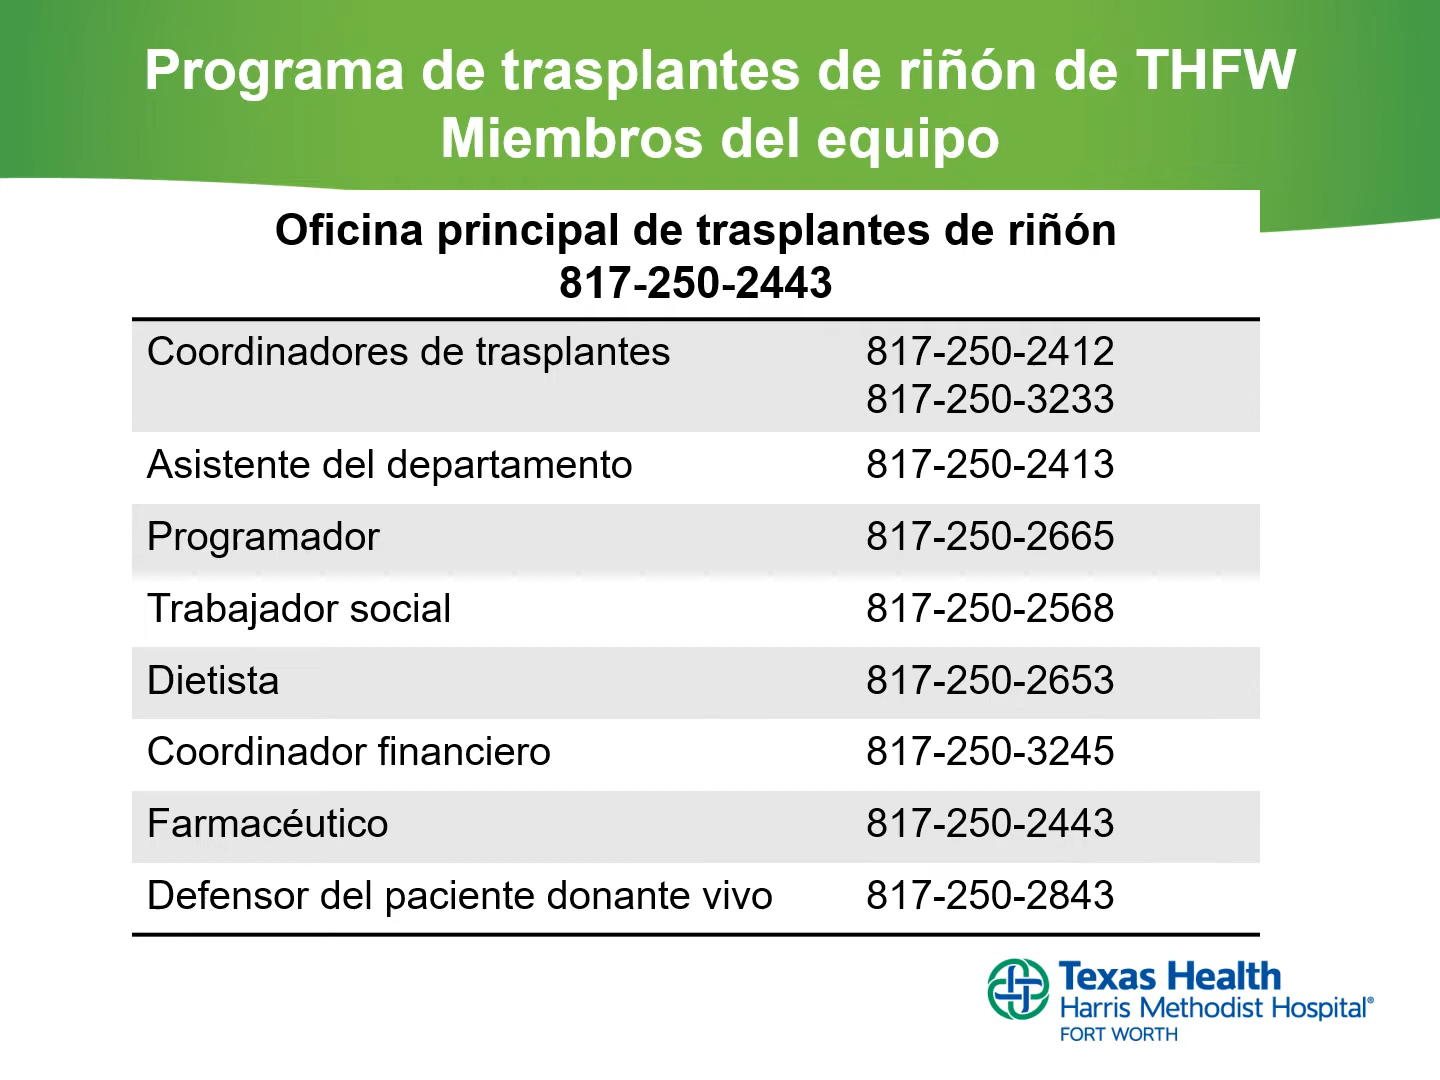 Programa de trasplantes de riñón de THFW
Miembros del equipo
Oficina principal de trasplantes de riñón
817-250-2443
Coordinadores de trasplantes 817-250-2412
817-250-3233
Asistente del departamento 817-250-2413
Programador 817-250-2665
Trabajador social 817-250-2568
Dietista 817-250-2653
Coordinador financiero 817-250-3245
Farmacéutico 817-250-2443
Defensor del paciente donante vivo 817-250-2843
Texas Health
Harris Methodist Hospital®
FORT WORTH